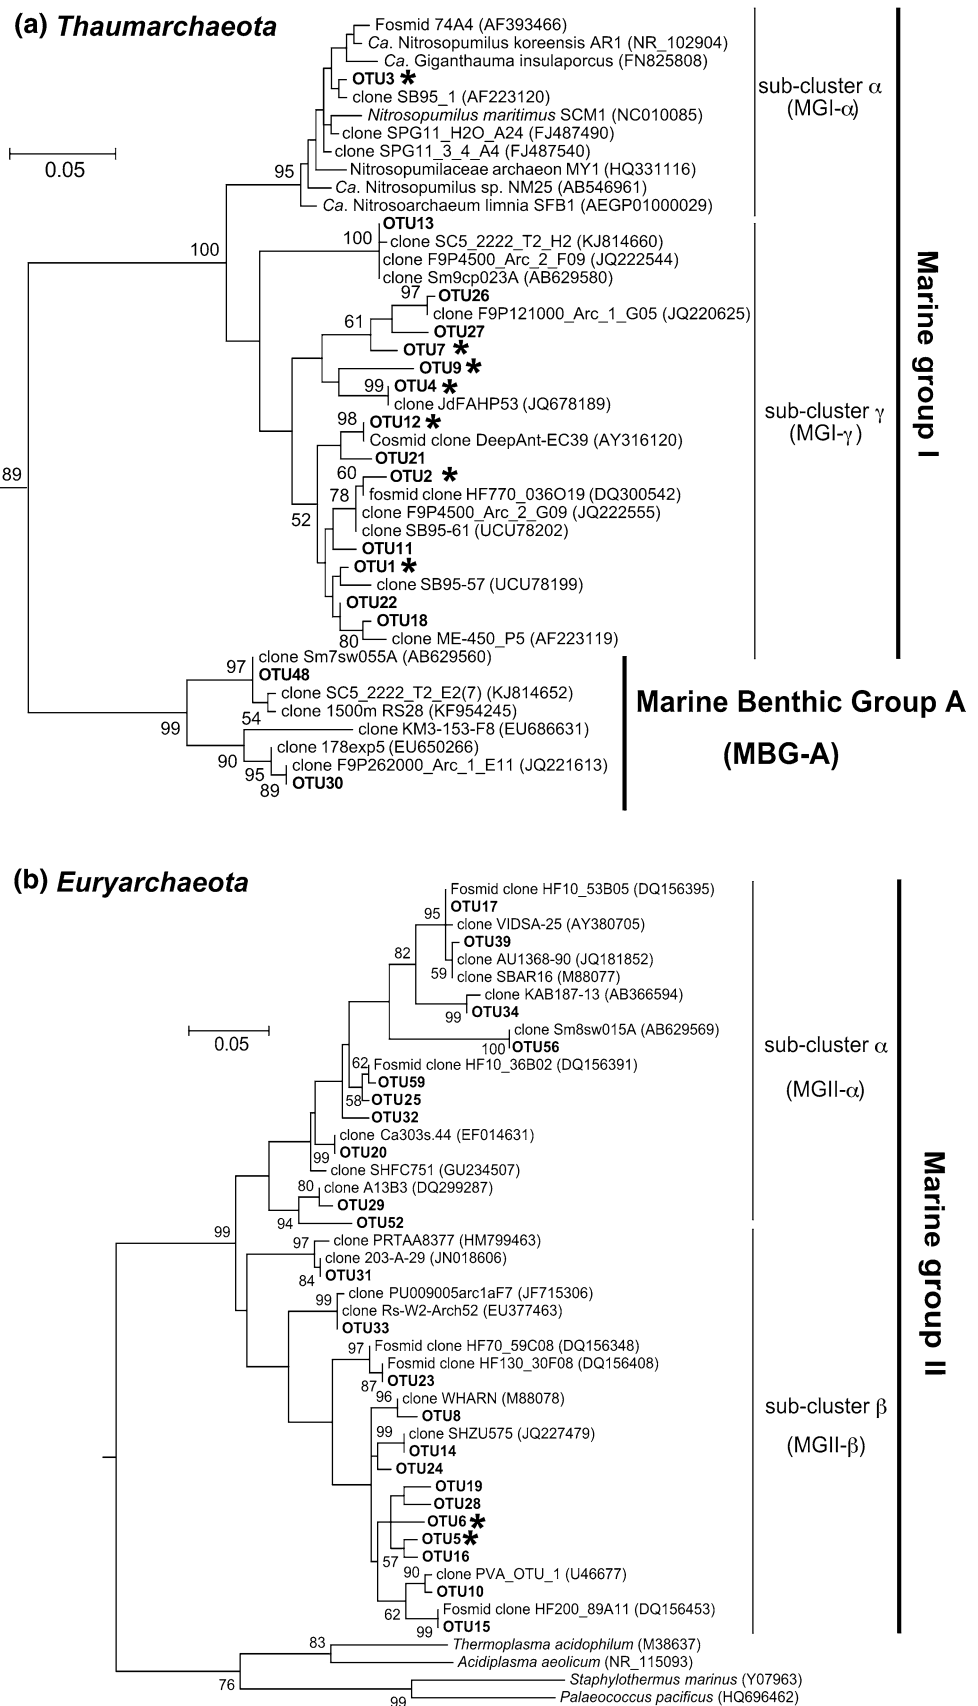 (a) Thaumarchaeota
Fosmid 74A4 (AF393466)
Ca. Nitrosopumilus koreensis AR1 (NR_102904)
Ca. Giganthauma insulaporcus (FN825808)
OTU3 *
clone SB95_1 (AF223120)
sub-cluster α
(MGI-α)
Nitrosopumilus maritimus SCM1 (NC010085)
clone SPG11_H2O_A24 (FJ487490)
clone SPG11_3_4_A4 (FJ487540)
0.05
95
Nitrosopumilaceae archaeon MY1 (HQ331116)
Ca. Nitrosopumilus sp. NM25 (AB546961)
Ca. Nitrosoarchaeum limnia SFB1 (AEGP01000029)
OTU13
100
clone SC5_2222_T2_H2 (KJ814660)
100
clone F9P4500_Arc_2_F09 (JQ222544)
clone Sm9cp023A (AB629580)
97
OTU26
clone F9P121000_Arc_1_G05 (JQ220625)
61
OTU27
OTU7 *
OTU9 *
99
OTU4 *
clone JdFAHP53 (JQ678189)
98
OTU12 *
sub-cluster γ
(MGI-γ)
Marine group I
Cosmid clone DeepAnt-EC39 (AY316120)
OTU21
89
60
OTU2 *
78
fosmid clone HF770_036O19 (DQ300542)
clone F9P4500_Arc_2_G09 (JQ222555)
52
clone SB95-61 (UCU78202)
OTU11
OTU1 *
clone SB95-57 (UCU78199)
OTU22
OTU18
80
clone ME-450_P5 (AF223119)
clone Sm7sw055A (AB629560)
97
OTU48
clone SC5_2222_T2_E2(7) (KJ814652)
54
clone 1500m RS28 (KF954245)
99
clone KM3-153-F8 (EU686631)
clone 178exp5 (EU650266)
90
95
clone F9P262000_Arc_1_E11 (JQ221613)
89
OTU30
Marine Benthic Group A
(MBG-A)
(b) Euryarchaeota
Fosmid clone HF10_53B05 (DQ156395)
95
OTU17
clone VIDSA-25 (AY380705)
OTU39
82
clone AU1368-90 (JQ181852)
59
clone SBAR16 (M88077)
clone KAB187-13 (AB366594)
99
OTU34
0.05
clone Sm8sw015A (AB629569)
100
OTU56
sub-cluster α
(MGII-α)
62
Fosmid clone HF10_36B02 (DQ156391)
OTU59
58
OTU25
OTU32
clone Ca303s.44 (EF014631)
99
OTU20
clone SHFC751 (GU234507)
80
clone A13B3 (DQ299287)
OTU29
94
OTU52
99
97
clone PRTAA8377 (HM799463)
clone 203-A-29 (JN018606)
84
OTU31
99
clone PU009005arc1aF7 (JF715306)
clone Rs-W2-Arch52 (EU377463)
OTU33
Marine group II
97
Fosmid clone HF70_59C08 (DQ156348)
Fosmid clone HF130_30F08 (DQ156408)
87
OTU23
96
clone WHARN (M88078)
OTU8
sub-cluster β
(MGII-β)
99
clone SHZU575 (JQ227479)
OTU14
OTU24
OTU19
OTU28
OTU6 *
OTU5 *
57
OTU16
90
clone PVA_OTU_1 (U46677)
OTU10
62
Fosmid clone HF200_89A11 (DQ156453)
99
OTU15
83
Thermoplasma acidophilum (M38637)
Acidiplasma aeolicum (NR_115093)
76
Staphylothermus marinus (Y07963)
99
Palaeococcus pacificus (HQ696462)